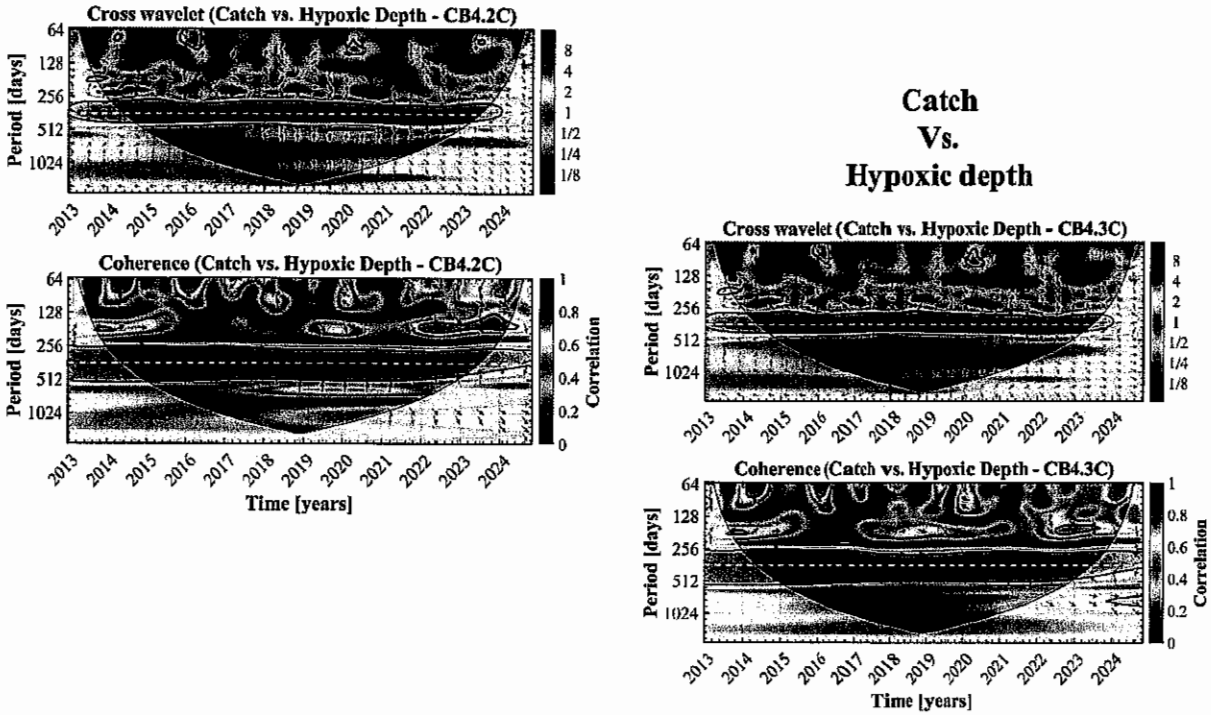 Cross wavelet (Catch vs. Hypoxic Depth - CB4.2C)
Period [days]
64
128
256
512
1024
8
4
2
1
1/2
1/4
1/8
2013 2014 2015 2016 2017 2018 2019 2020 2021 2022 2023 2024
Coherence (Catch vs. Hypoxic Depth - CB4.2C)
Period [days]
64
128
256
512
1024
1
0.8
0.6
0.4
0.2
0
Correlation
2013 2014 2015 2016 2017 2018 2019 2020 2021 2022 2023 2024
Time [years]
Catch
Vs.
Hypoxic depth
Cross wavelet (Catch vs. Hypoxic Depth - CB4.3C)
Period [days]
64
128
256
512
1024
8
4
2
1
1/2
1/4
1/8
2013 2014 2015 2016 2017 2018 2019 2020 2021 2022 2023 2024
Coherence (Catch vs. Hypoxic Depth - CB4.3C)
Period [days]
64
128
256
512
1024
1
0.8
0.6
0.4
0.2
0
Correlation
2013 2014 2015 2016 2017 2018 2019 2020 2021 2022 2023 2024
Time [years]